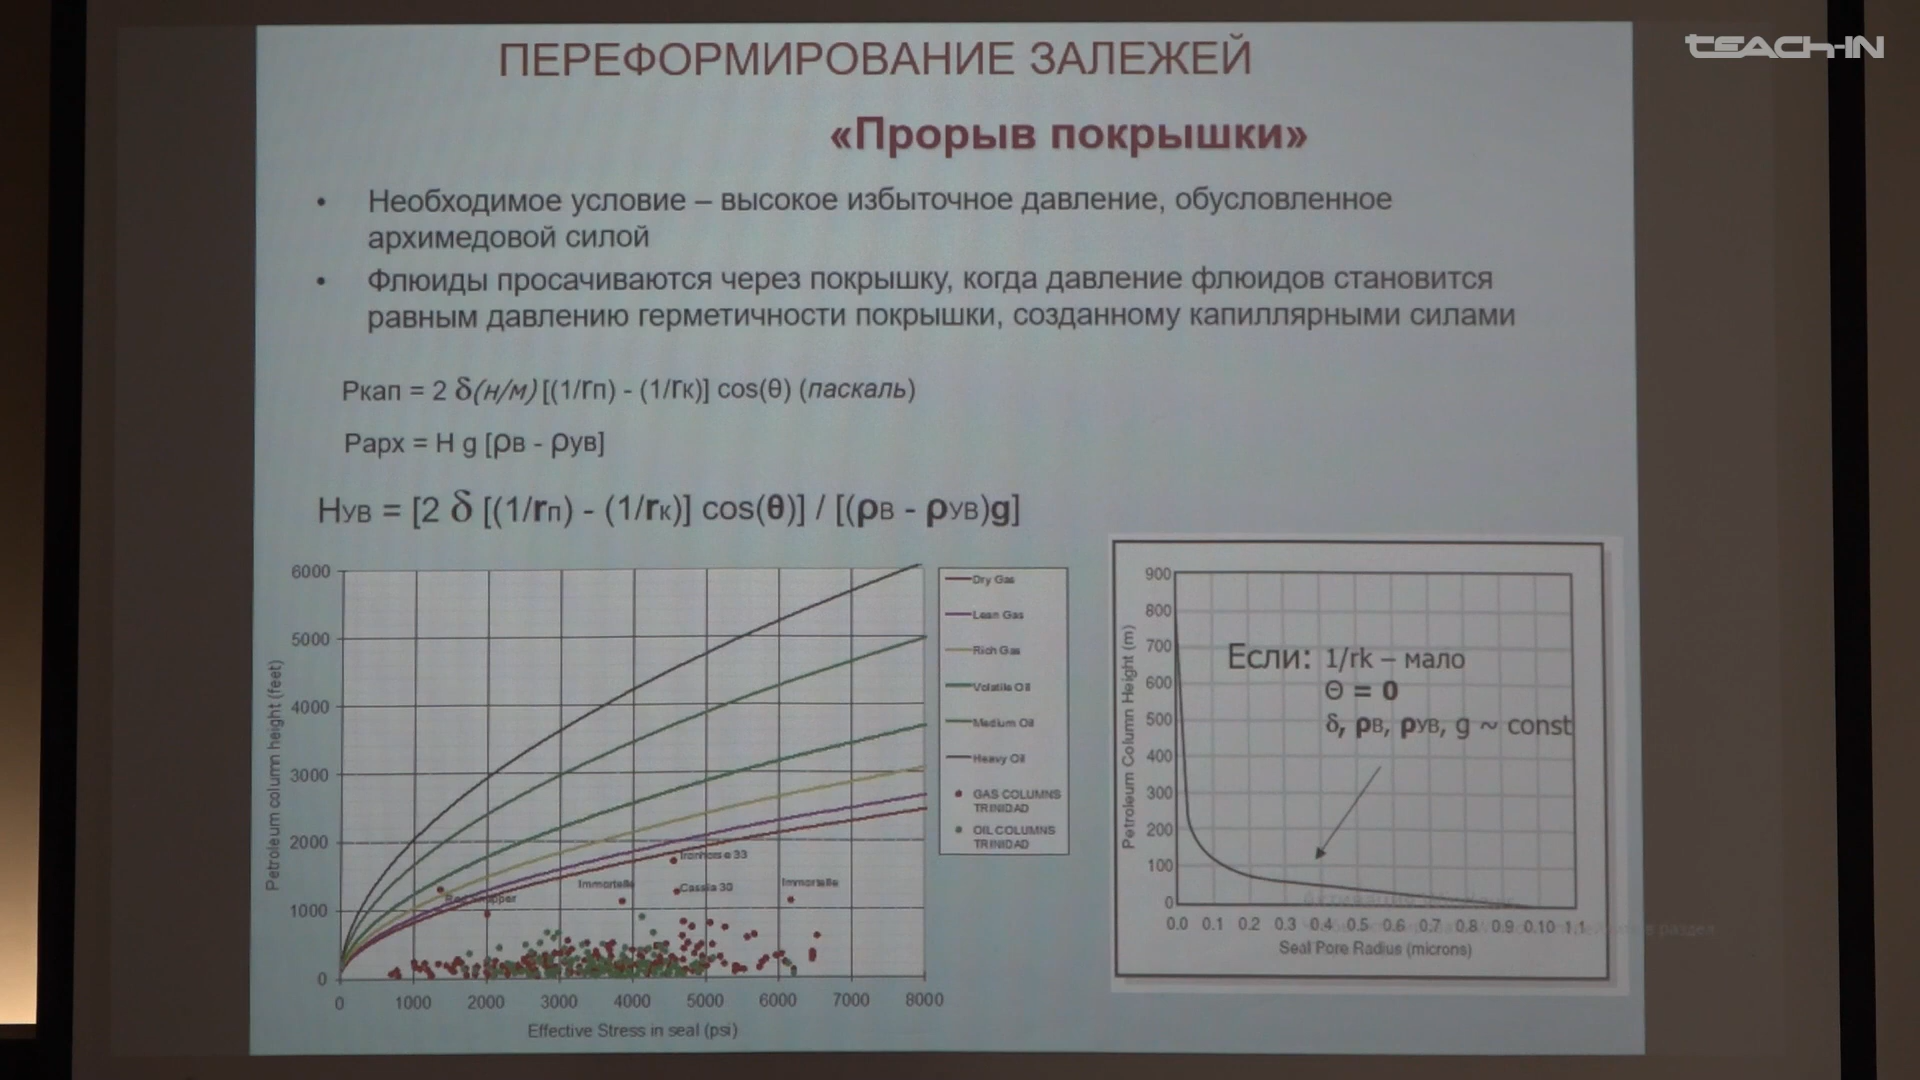 TEACH-IN
ПЕРЕФОРМИРОВАНИЕ ЗАЛЕЖЕЙ
«Прорыв покрышки»
• Необходимое условие – высокое избыточное давление, обусловленное
архимедовой силой
• Флюиды просачиваются через покрышку, когда давление флюидов становится
равным давлению герметичности покрышки, созданному капиллярными силами
Ркап = 2 δ(н/м) [(1/rп) - (1/rк)] cos(θ) (паскаль)
Рарх = H g [ρв - ρув]
Нув = [2 δ [(1/rп) - (1/rк)] cos(θ)] / [(ρв - ρув)g]
Petroleum column height (feet)
6000
5000
4000
3000
2000
1000
0
Ironhorse 33
Immortelle
Cassia 30
Immortelle
Red Snapper
0 1000 2000 3000 4000 5000 6000 7000 8000
Effective Stress in seal (psi)
Dry Gas
Lean Gas
Rich Gas
Volatile Oil
Medium Oil
Heavy Oil
GAS COLUMNS
TRINIDAD
OIL COLUMNS
TRINIDAD
Petroleum Column Height (m)
900
800
700
600
500
400
300
200
100
0
Если: 1/rk – мало
Θ = 0
δ, ρв, ρув, g ~ const
0.0 0.1 0.2 0.3 0.4 0.5 0.6 0.7 0.8 0.9 0.10 1.1
Seal Pore Radius (microns)